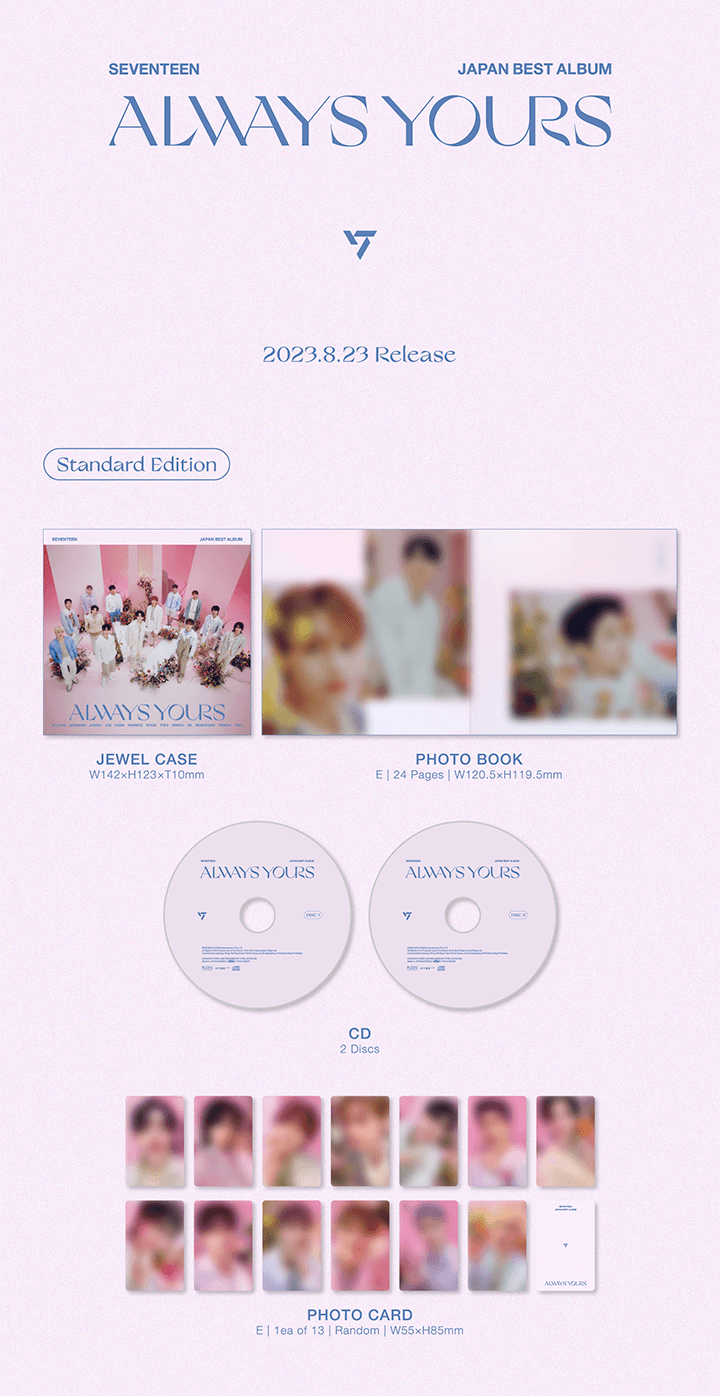 SEVENTEEN JAPAN BEST ALBUM
ALWAYS YOURS
2023.8.23 Release
Standard Edition
SEVENTEEN JAPAN BEST ALBUM
ALWAYS YOURS
JEWEL CASE
W142×H123×T10mm
PHOTO BOOK
E | 24 Pages | W120.5×H119.5mm
SEVENTEEN JAPAN BEST ALBUM
ALWAYS YOURS
DISC 1
SEVENTEEN JAPAN BEST ALBUM
ALWAYS YOURS
DISC 2
CD
2 Discs
SEVENTEEN
JAPAN BEST ALBUM
ALWAYS YOURS
PHOTO CARD
E | 1ea of 13 | Random | W55×H85mm